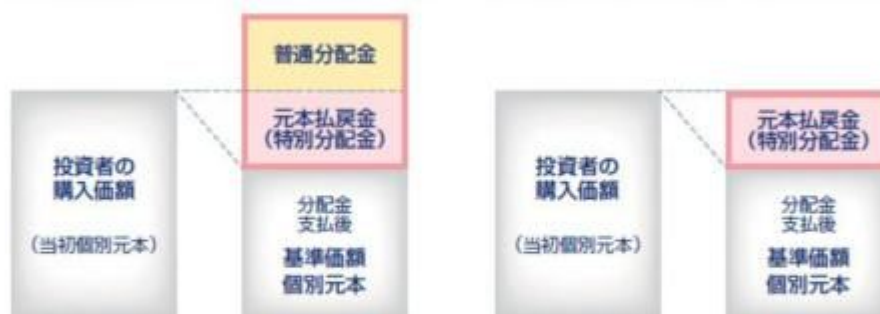 普通分配金
元本払戻金
(特別分配金)
投資者の
購入価額
(当初個別元本)
分配金
支払後
基準価額
個別元本
元本払戻金
(特別分配金)
投資者の
購入価額
(当初個別元本)
分配金
支払後
基準価額
個別元本